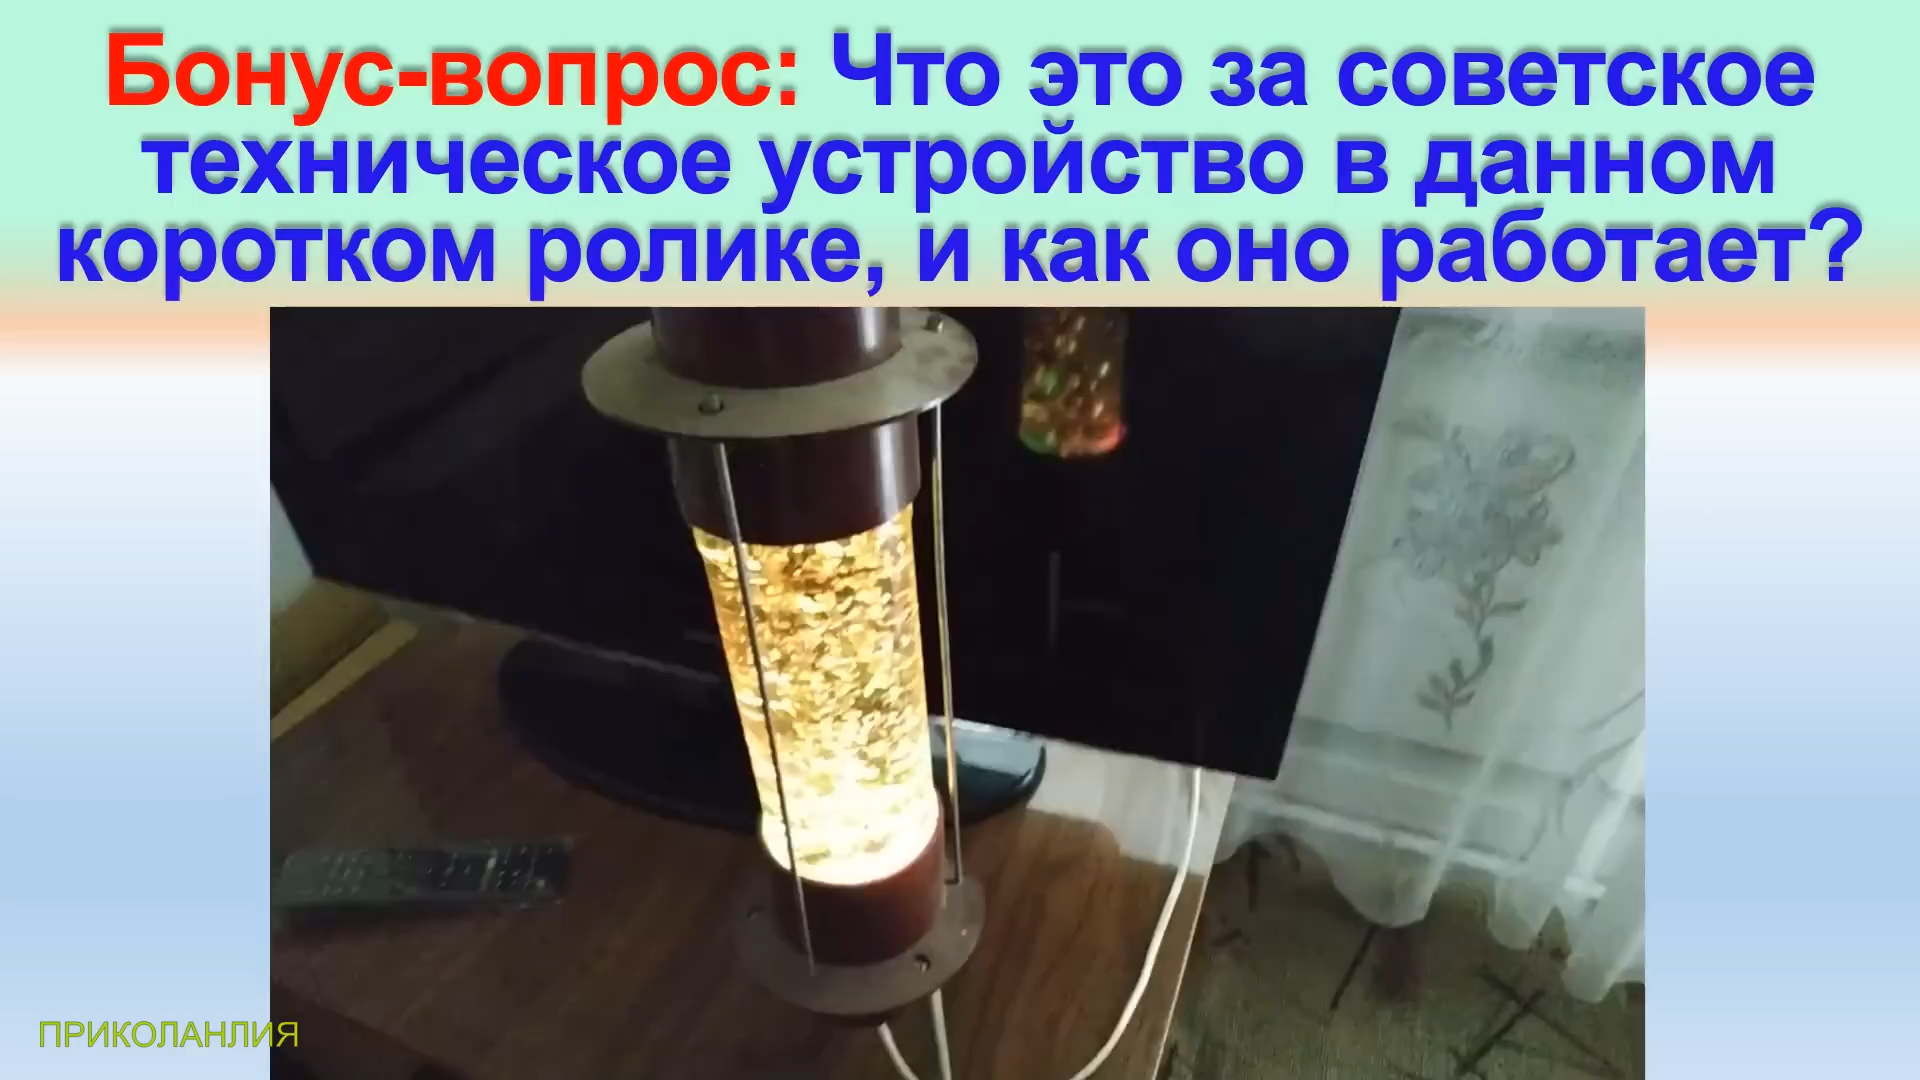 Бонус-вопрос: Что это за советское
техническое устройство в данном
коротком ролике, и как оно работает?
ПРИКОЛАНЛИЯ